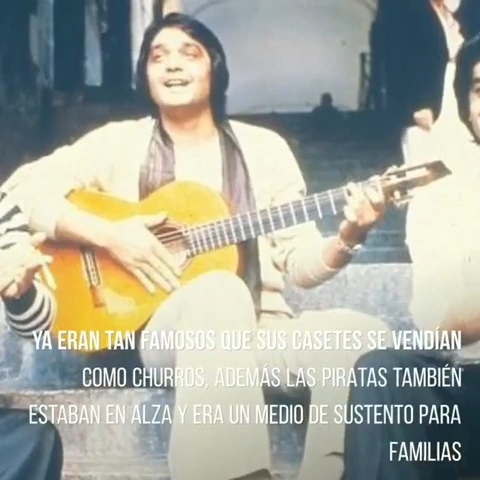 YA ERAN TAN FAMOSOS QUE SUS CASETES SE VENDÍAN
COMO CHURROS, ADEMÁS LAS PIRATAS TAMBIÉN
ESTABAN EN ALZA Y ERA UN MEDIO DE SUSTENTO PARA
FAMILIAS